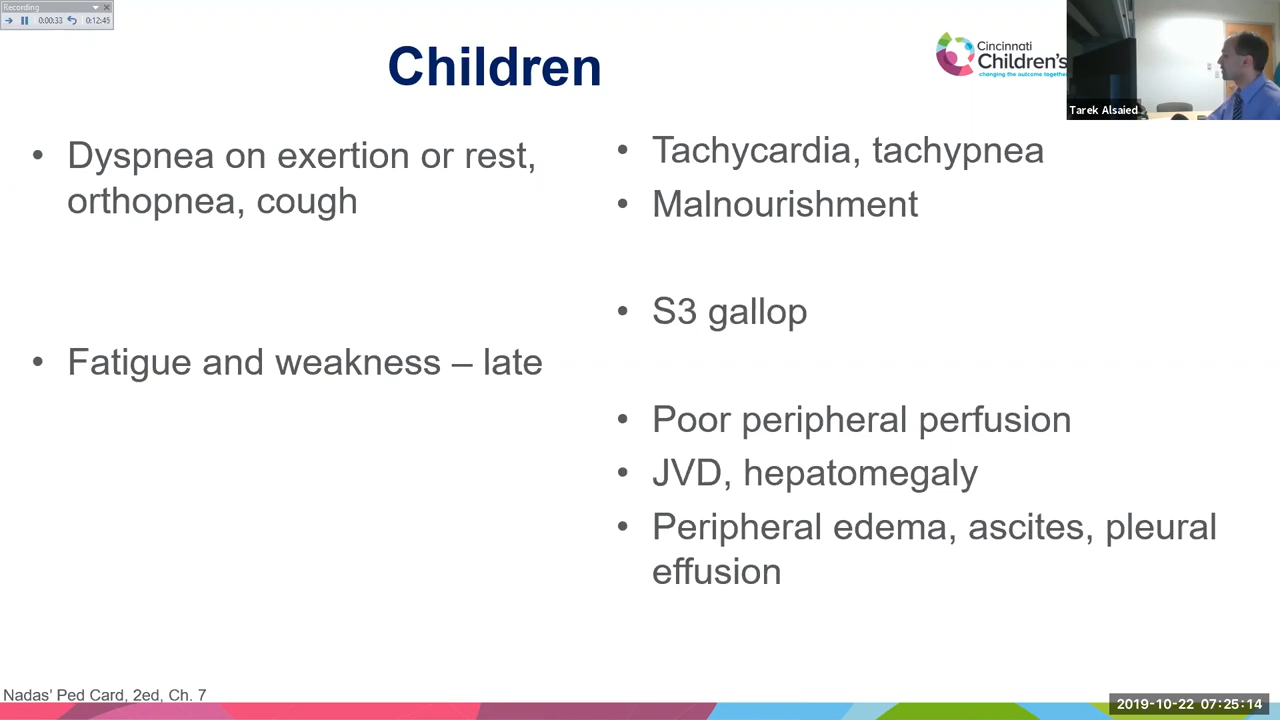 Recording
0:00:33
0:12:45
Children
Cincinnati
Children's
changing the outcome together
Tarek Alsaied
• Dyspnea on exertion or rest,
orthopnea, cough
• Fatigue and weakness – late
• Tachycardia, tachypnea
• Malnourishment
• S3 gallop
• Poor peripheral perfusion
• JVD, hepatomegaly
• Peripheral edema, ascites, pleural
effusion
Nadas' Ped Card, 2ed, Ch. 7
2019-10-22 07:25:14